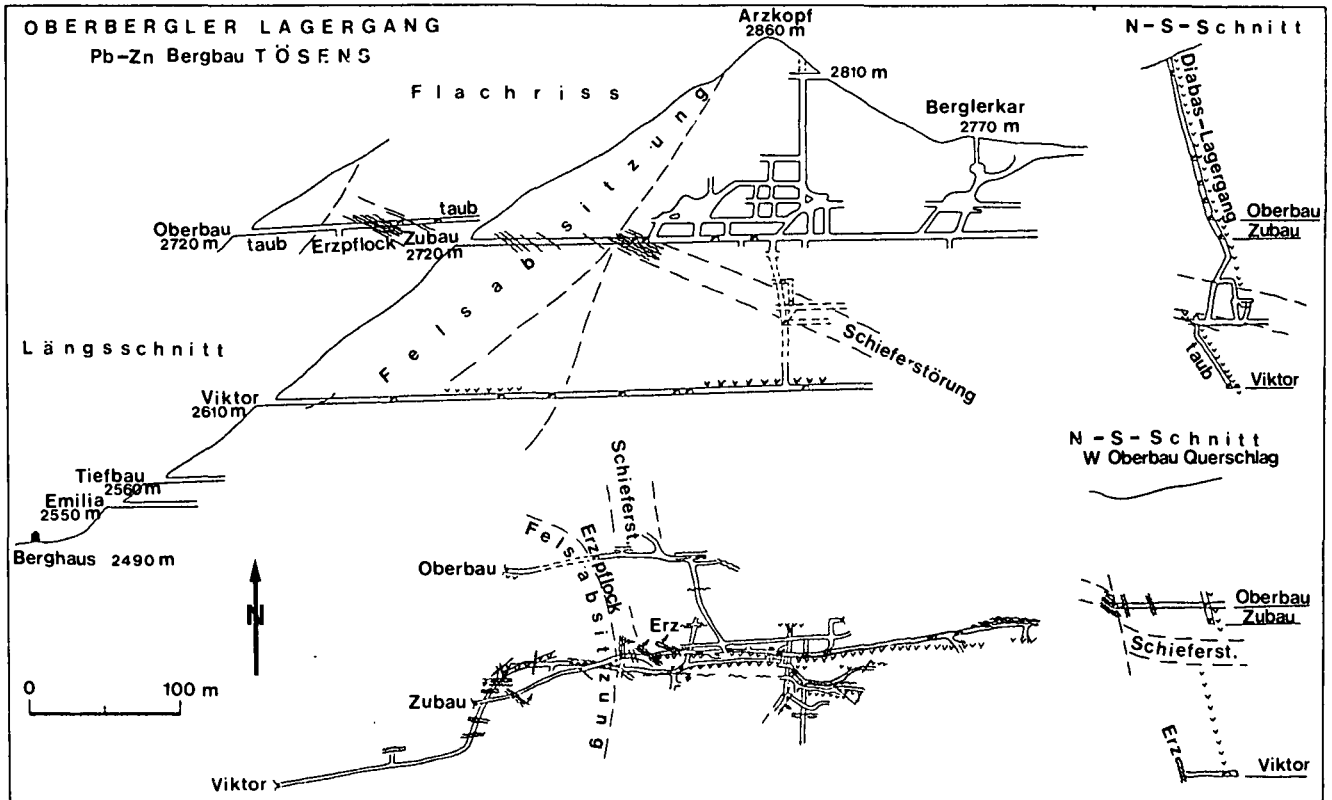 OBERBERGLER LAGERGANG
Pb-Zn Bergbau TÖSENS
Flachriss
Arzkopf
2860 m
2810 m
Berglerkar
2770 m
N-S-Schnitt
Diabas-Lagergang
Oberbau
Zubau
taub
Viktor
Oberbau
2720 m
taub
Erzpflock
taub
Zubau
2720 m
Felsabsitzung
Schieferstörung
Längsschnitt
Viktor
2610 m
Tiefbau
2560 m
Emilia
2550 m
Berghaus 2490 m
N-S-Schnitt
W Oberbau Querschlag
Oberbau
Zubau
Schieferst.
Erz
Viktor
N
0 100 m
Schieferst.
Felsabsitzung
Erzpflock
Oberbau
Erz
Zubau
Viktor